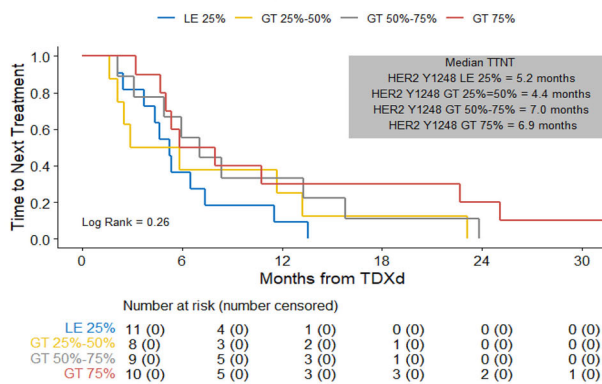 LE 25% GT 25%-50% GT 50%-75% GT 75%
Median TTNT
HER2 Y1248 LE 25% = 5.2 months
HER2 Y1248 GT 25%=50% = 4.4 months
HER2 Y1248 GT 50%-75% = 7.0 months
HER2 Y1248 GT 75% = 6.9 months
Time to Next Treatment
1.0
0.8
0.6
0.4
0.2
0.0
Log Rank = 0.26
0 6 12 18 24 30
Months from TDXd
Number at risk (number censored)
LE 25% 11 (0) 4 (0) 1 (0) 0 (0) 0 (0) 0 (0)
GT 25%-50% 8 (0) 3 (0) 2 (0) 1 (0) 0 (0) 0 (0)
GT 50%-75% 9 (0) 5 (0) 3 (0) 1 (0) 0 (0) 0 (0)
GT 75% 10 (0) 5 (0) 3 (0) 3 (0) 2 (0) 1 (0)